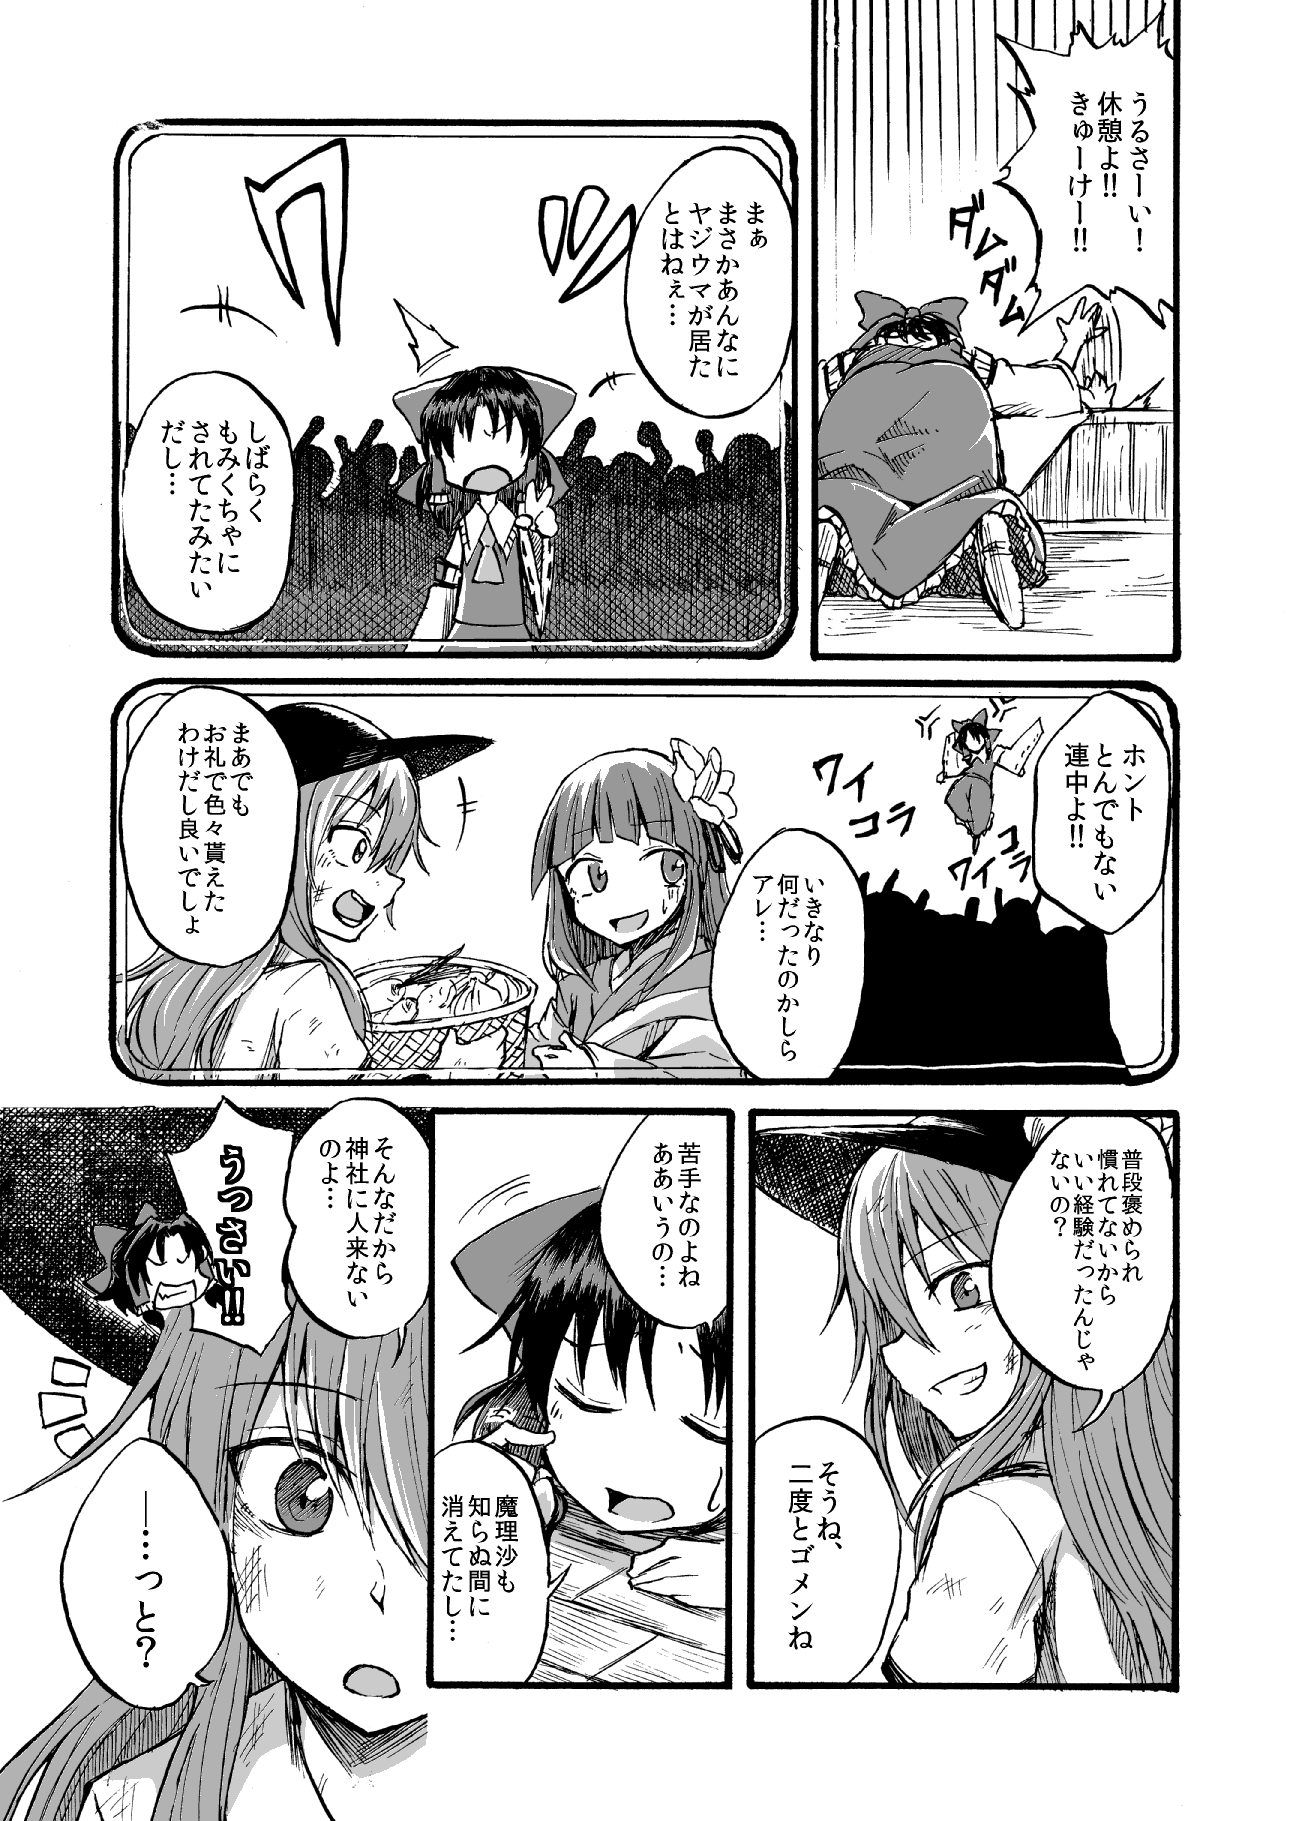 うるさーい！
休憩よ!!
きゅーけー!!
ダム
ダム
まぁ
まさかあんなに
ヤジウマが居た
とはねぇ…
ワッ
しばらく
もみくちゃに
されてたみたい
だし…
ホント
とんでもない
連中よ!!
ワイ
コラ
ワイ
コラ
いきなり
何だったのかしら
アレ…
まあでも
お礼で色々貰えた
わけだし良いでしょ
普段褒められ
慣れてないから
いい経験だったんじゃ
ないの？
そうね、
二度とゴメンね
苦手なのよね
ああいうの…
魔理沙も
知らぬ間に
消えてたし…
そんなだから
神社に人来ない
のよ…
うっさい!!
―…っと？